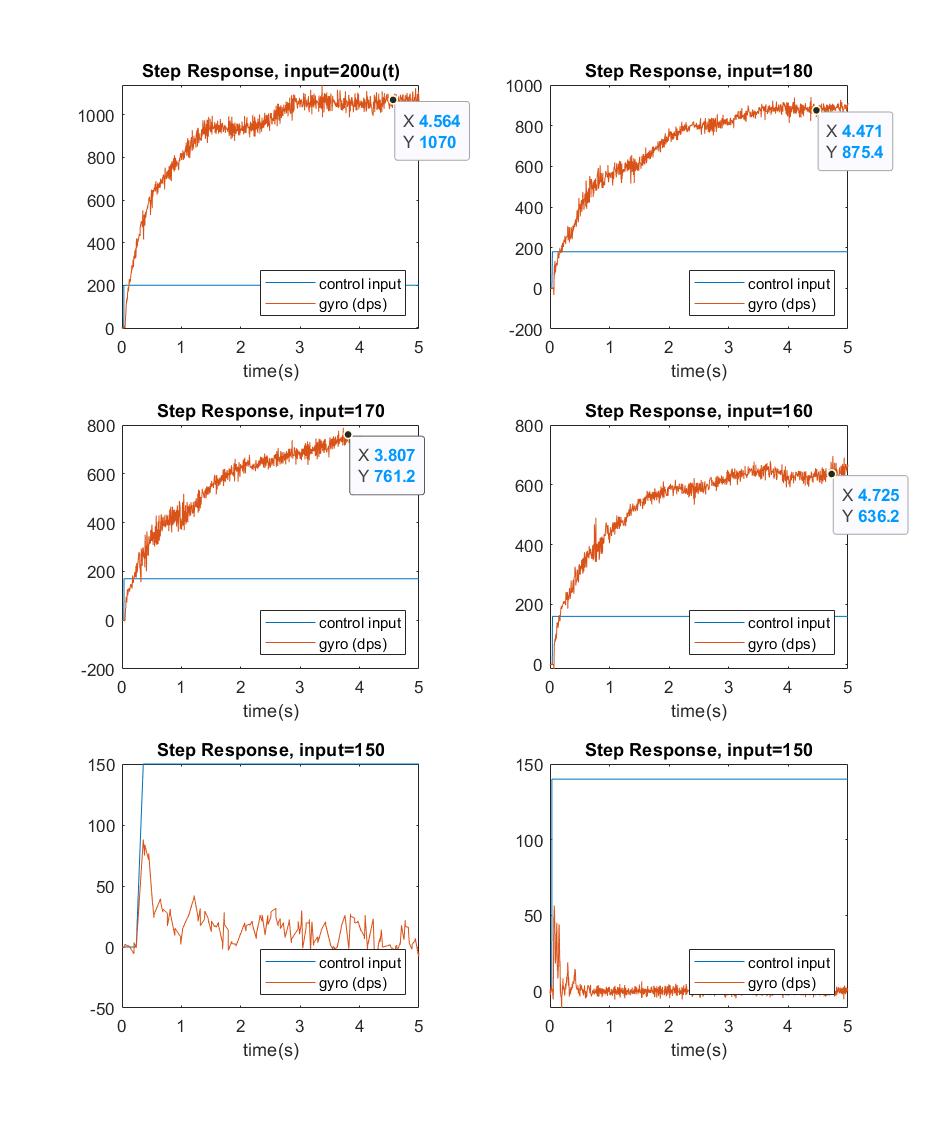 Step Response, input=200u(t)
1000
800
600
400
200
0
0 1 2 3 4 5
time(s)
X 4.564
Y 1070
control input
gyro (dps)
Step Response, input=180
1000
800
600
400
200
0
-200
0 1 2 3 4 5
time(s)
X 4.471
Y 875.4
control input
gyro (dps)
Step Response, input=170
800
600
400
200
0
-200
0 1 2 3 4 5
time(s)
X 3.807
Y 761.2
control input
gyro (dps)
Step Response, input=160
800
600
400
200
0
0 1 2 3 4 5
time(s)
X 4.725
Y 636.2
control input
gyro (dps)
Step Response, input=150
150
100
50
0
-50
0 1 2 3 4 5
time(s)
control input
gyro (dps)
Step Response, input=150
150
100
50
0
0 1 2 3 4 5
time(s)
control input
gyro (dps)